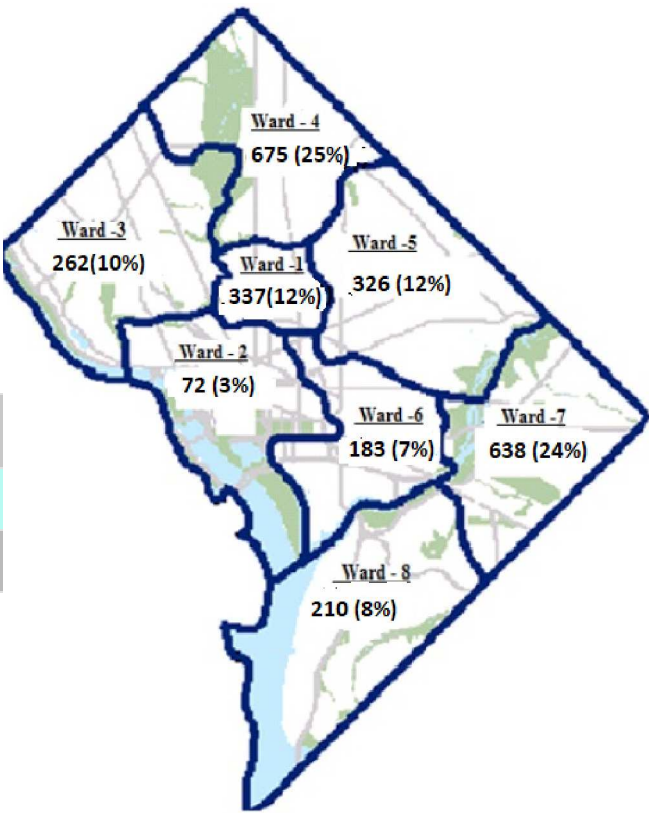 Ward - 4
675 (25%)
Ward -3
262(10%)
Ward -5
326 (12%)
Ward -1
337(12%)
Ward - 2
72 (3%)
Ward -6
183 (7%)
Ward -7
638 (24%)
Ward - 8
210 (8%)